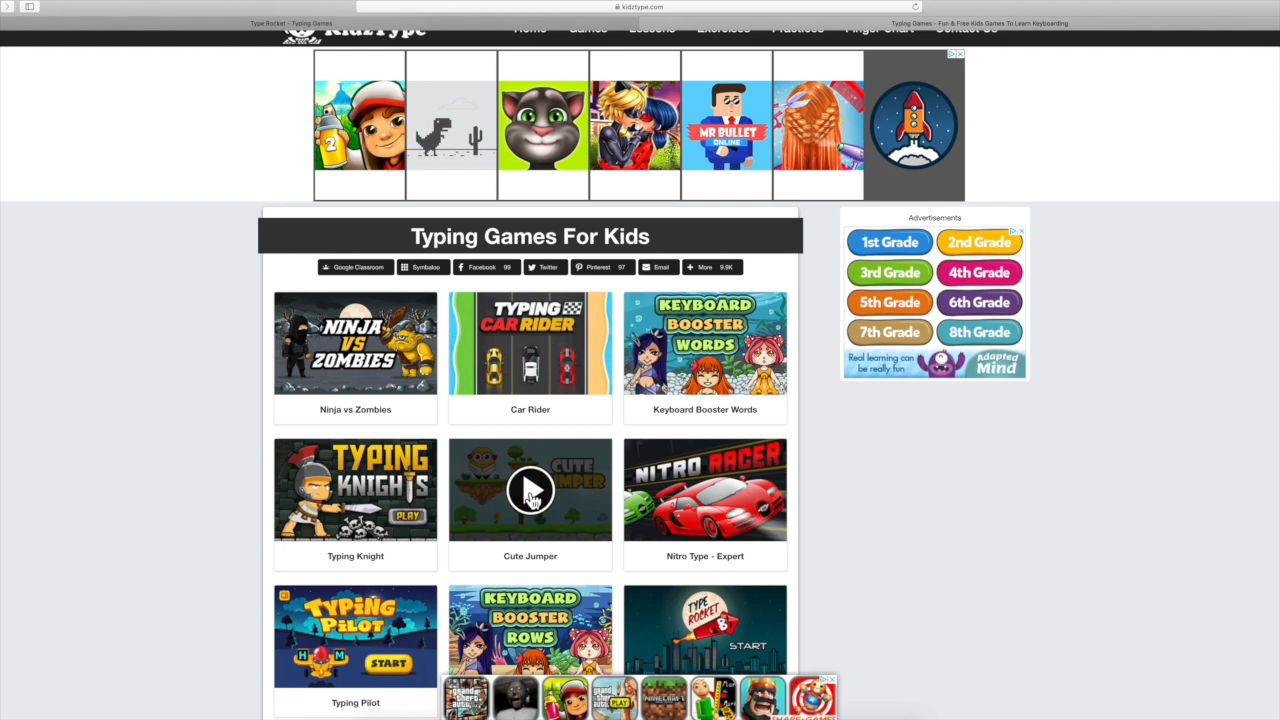 kidztype.com
Type Rocket – Typing Games
Typing Games – Fun & Free Kids Games To Learn Keyboarding
KidzType
Home Games Lessons Exercises Practices Finger Chart Contact Us
2
MR BULLET
ONLINE
Typing Games For Kids
Google Classroom
Symbaloo
Facebook 99
Twitter
Pinterest 97
Email
More 9.9K
Advertisements
1st Grade
2nd Grade
3rd Grade
4th Grade
5th Grade
6th Grade
7th Grade
8th Grade
Real learning can
be really fun
Adapted
Mind
NINJA
VS
ZOMBIES
TYPING
CAR RIDER
KEYBOARD
BOOSTER
WORDS
Ninja vs Zombies
Car Rider
Keyboard Booster Words
TYPING
KNIGHTS
PLAY
CUTE
JUMPER
NITRO RACER
Typing Knight
Cute Jumper
Nitro Type - Expert
TYPING
PILOT
H M
START
KEYBOARD
BOOSTER
ROWS
TYPE
ROCKET
B
START
Typing Pilot
PLAY
SHARE-GAMES